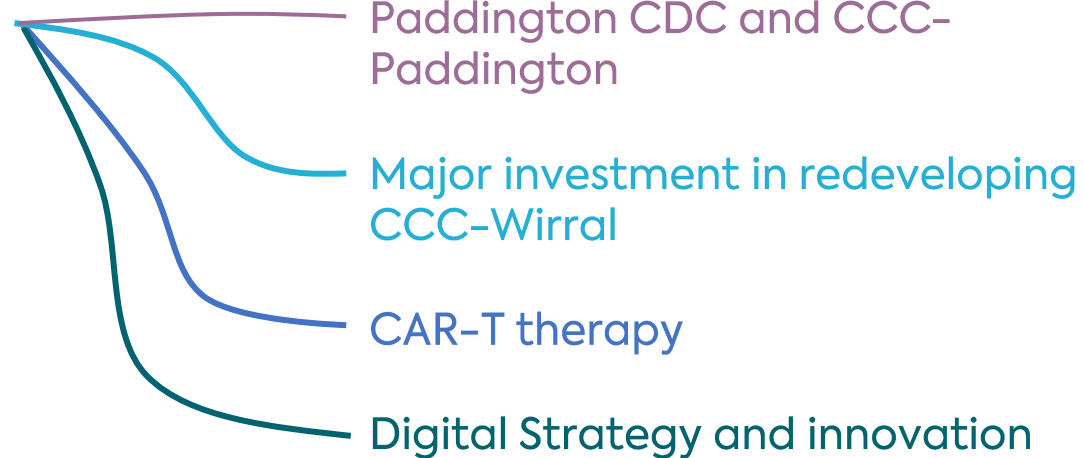 Paddington CDC and CCC-
Paddington
Major investment in redeveloping
CCC-Wirral
CAR-T therapy
Digital Strategy and innovation